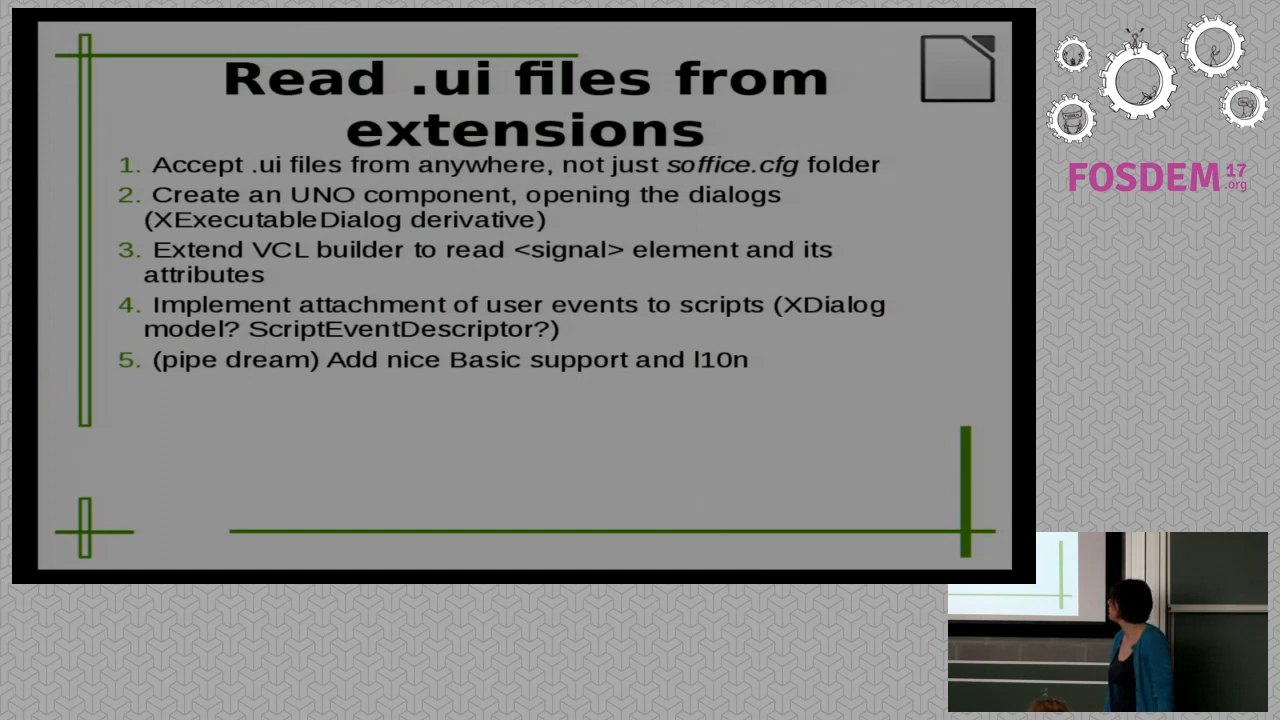 Read .ui files from
extensions
1. Accept .ui files from anywhere, not just soffice.cfg folder
2. Create an UNO component, opening the dialogs
(XExecutableDialog derivative)
3. Extend VCL builder to read <signal> element and its
attributes
4. Implement attachment of user events to scripts (XDialog
model? ScriptEventDescriptor?)
5. (pipe dream) Add nice Basic support and l10n
FOSDEM 17
.org